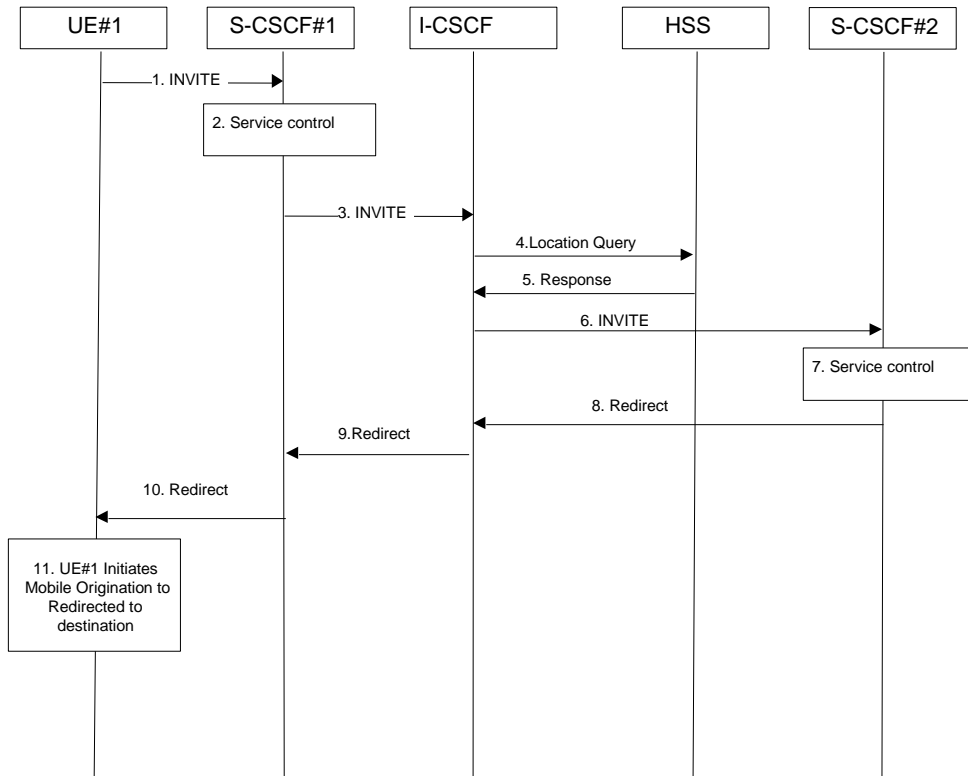 UE#1
S-CSCF#1
I-CSCF
HSS
S-CSCF#2
1. INVITE
2. Service control
3. INVITE
4.Location Query
5. Response
6. INVITE
7. Service control
8. Redirect
9.Redirect
10. Redirect
11. UE#1 Initiates
Mobile Origination to
Redirected to
destination